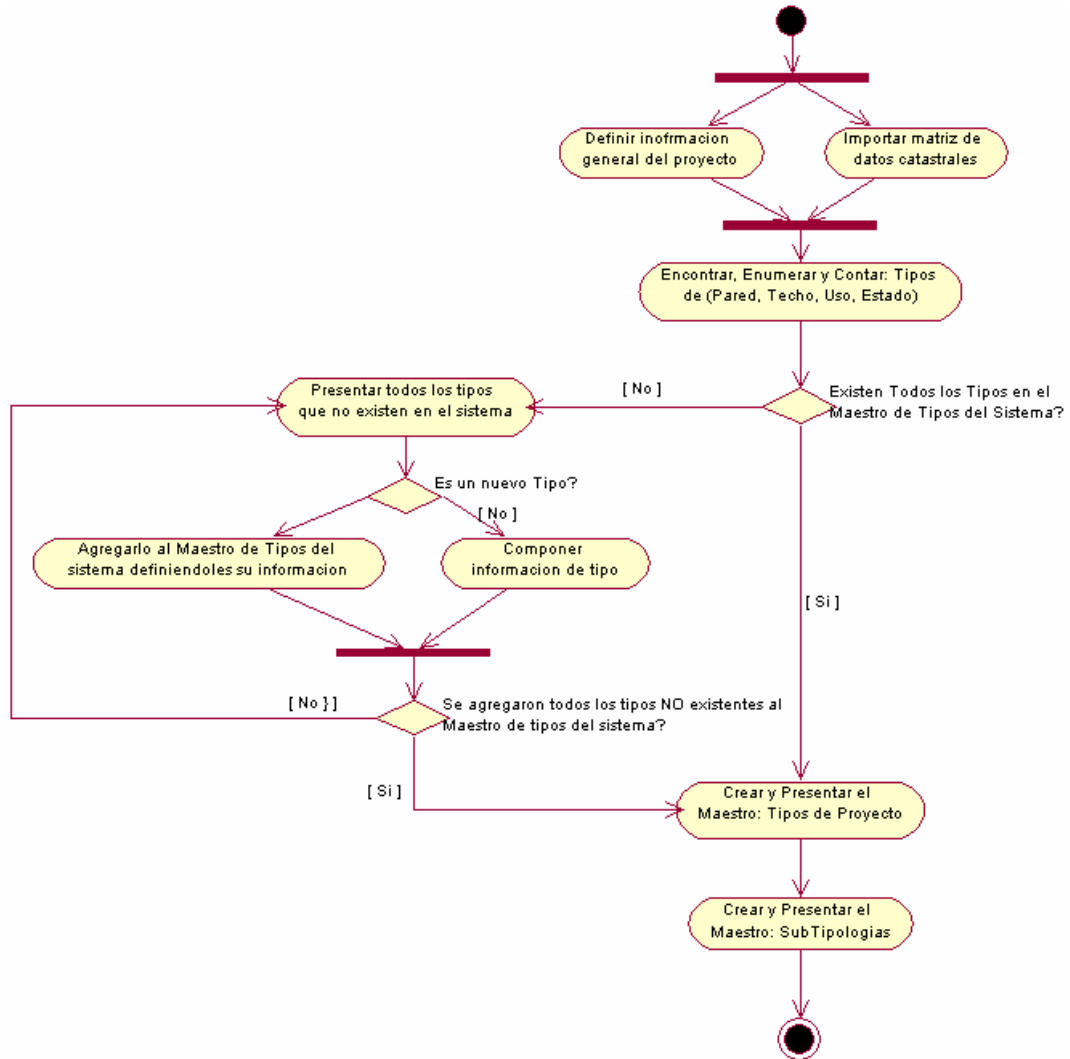 Definir inofrmacion
general del proyecto
Importar matriz de
datos catastrales
Encontrar, Enumerar y Contar: Tipos
de (Pared, Techo, Uso, Estado)
Existen Todos los Tipos en el
Maestro de Tipos del Sistema?
[ No ]
Presentar todos los tipos
que no existen en el sistema
Es un nuevo Tipo?
[ No ]
Agregarlo al Maestro de Tipos del
sistema definiendoles su informacion
Componer
informacion de tipo
[ Si ]
[ No } ]
Se agregaron todos los tipos NO existentes al
Maestro de tipos del sistema?
[ Si ]
Crear y Presentar el
Maestro: Tipos de Proyecto
Crear y Presentar el
Maestro: SubTipologias